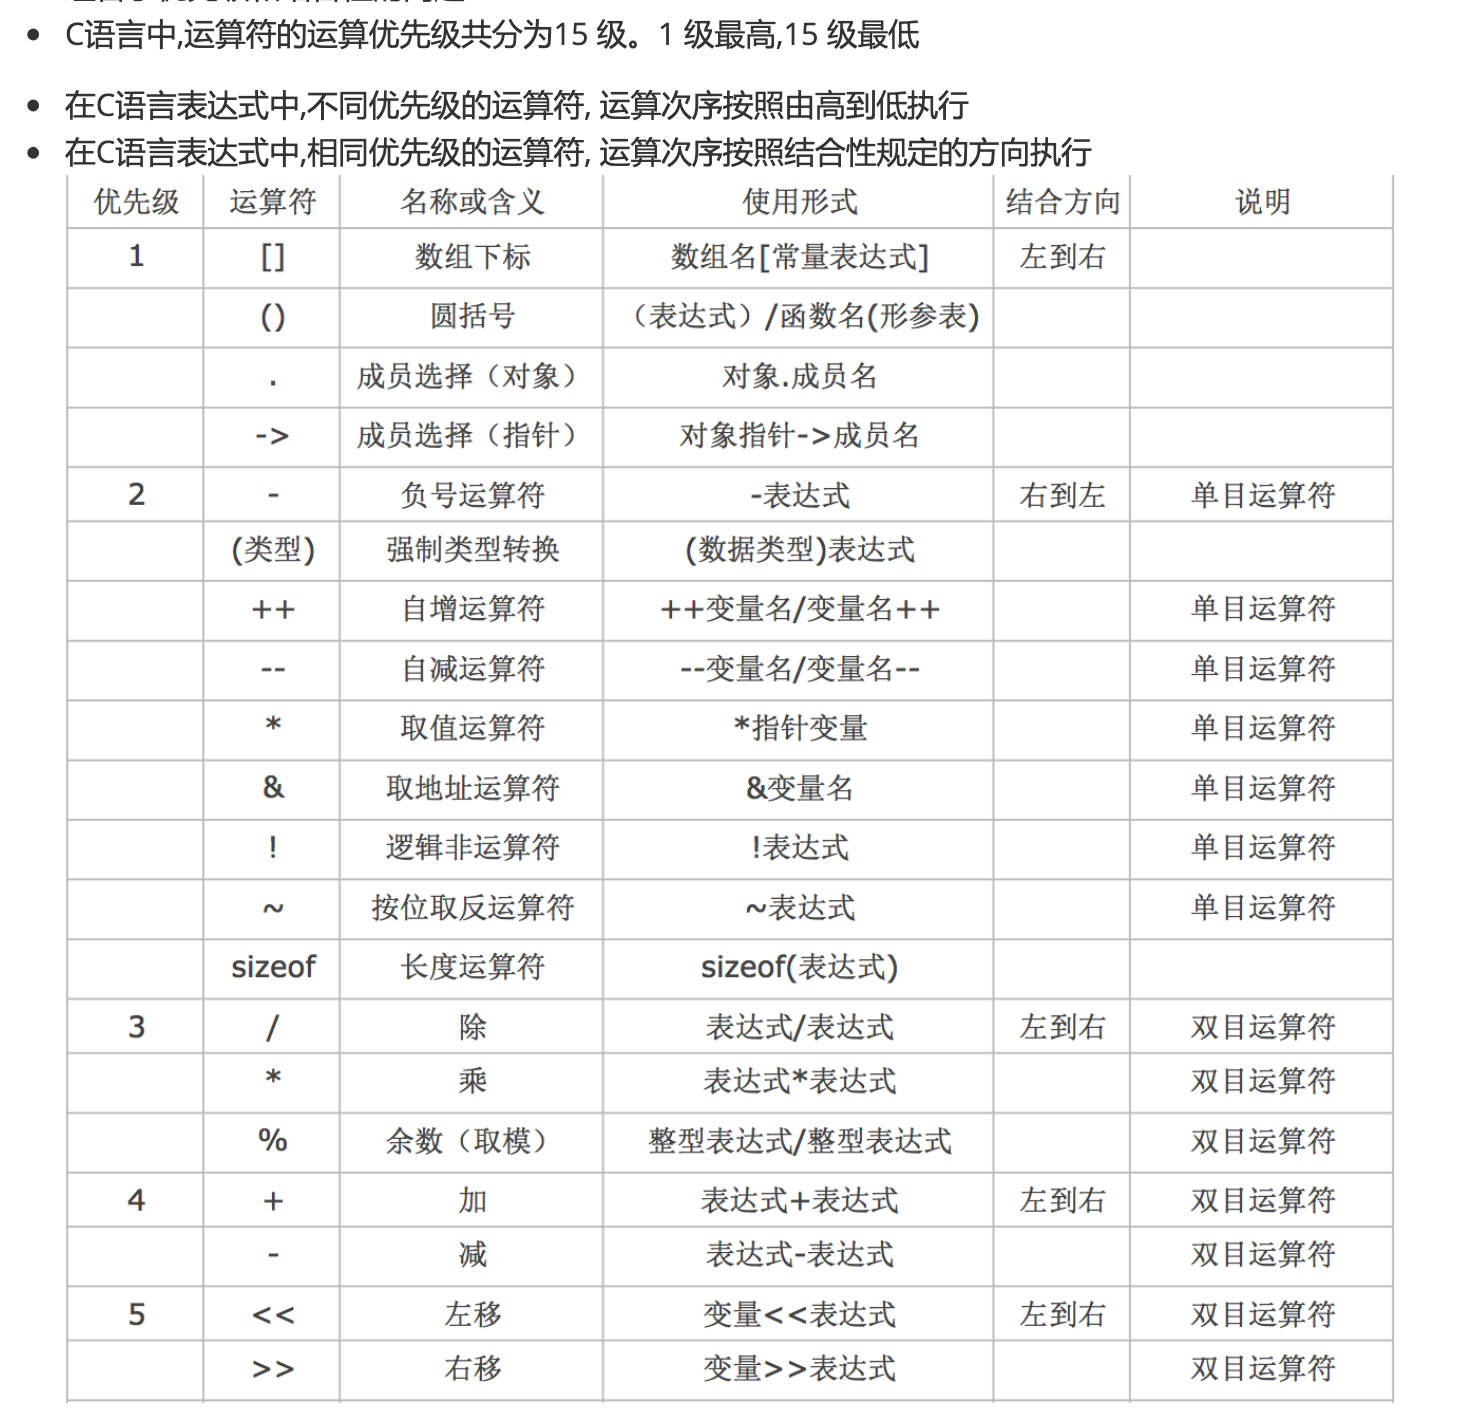 C语言中,运算符的运算优先级共分为15 级。1 级最高,15 级最低
在C语言表达式中,不同优先级的运算符, 运算次序按照由高到低执行
在C语言表达式中,相同优先级的运算符, 运算次序按照结合性规定的方向执行
优先级 运算符 名称或含义 使用形式 结合方向 说明
1 [] 数组下标 数组名[常量表达式] 左到右
() 圆括号 （表达式）/函数名(形参表)
. 成员选择（对象） 对象.成员名
-> 成员选择（指针） 对象指针->成员名
2 - 负号运算符 -表达式 右到左 单目运算符
(类型) 强制类型转换 (数据类型)表达式
++ 自增运算符 ++变量名/变量名++ 单目运算符
-- 自减运算符 --变量名/变量名-- 单目运算符
* 取值运算符 *指针变量 单目运算符
& 取地址运算符 &变量名 单目运算符
! 逻辑非运算符 !表达式 单目运算符
~ 按位取反运算符 ~表达式 单目运算符
sizeof 长度运算符 sizeof(表达式)
3 / 除 表达式/表达式 左到右 双目运算符
* 乘 表达式*表达式 双目运算符
% 余数（取模） 整型表达式/整型表达式 双目运算符
4 + 加 表达式+表达式 左到右 双目运算符
- 减 表达式-表达式 双目运算符
5 << 左移 变量<<表达式 左到右 双目运算符
>> 右移 变量>>表达式 双目运算符